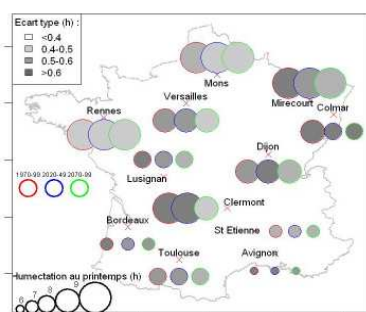 Ecart type (h) :
<0.4
0.4-0.5
0.5-0.6
>0.6
Mons
Versailles
Rennes
Mirecourt
Colmar
Dijon
Lusignan
1970-99 2020-49 2070-99
Clermont
Bordeaux
St Etienne
Toulouse
Avignon
Humectation au printemps (h)
6 7 8 9